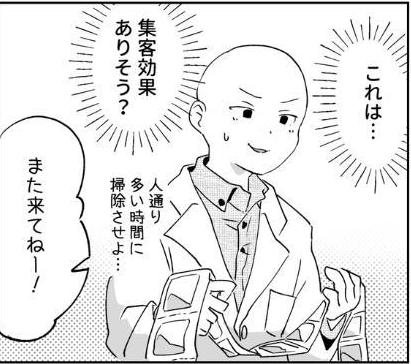 これは…
集客効果
ありそう？
人通り
多い時間に
掃除させよ…
また来てねー！